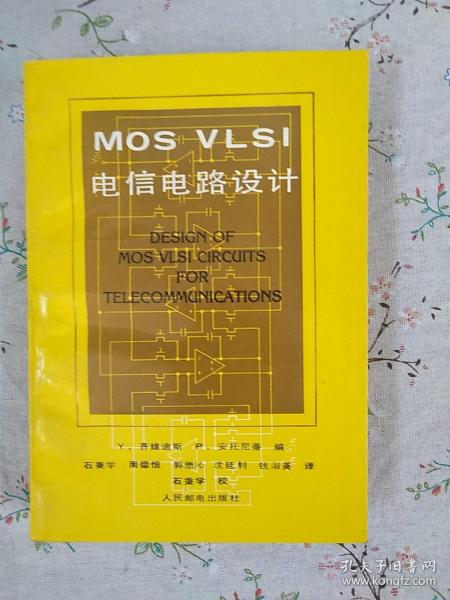 MOS VLSI
电信电路设计
DESIGN OF
MOS VLSI CIRCUITS
FOR
TELECOMMUNICATIONS
Y、齐维迪斯 P、安托尼蒂 编
石秉学 南德恒 郭懋沁 沈延钊 钱淑英 译
石秉学 校
人民邮电出版社
孔夫子旧书网
www.kongfz.com